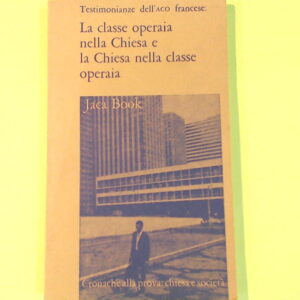 Testimonianze dell'ACO francese:
La classe operaia
nella Chiesa e
la Chiesa nella classe
operaia
Jaca Book
Cronache alla prova: chiesa e società